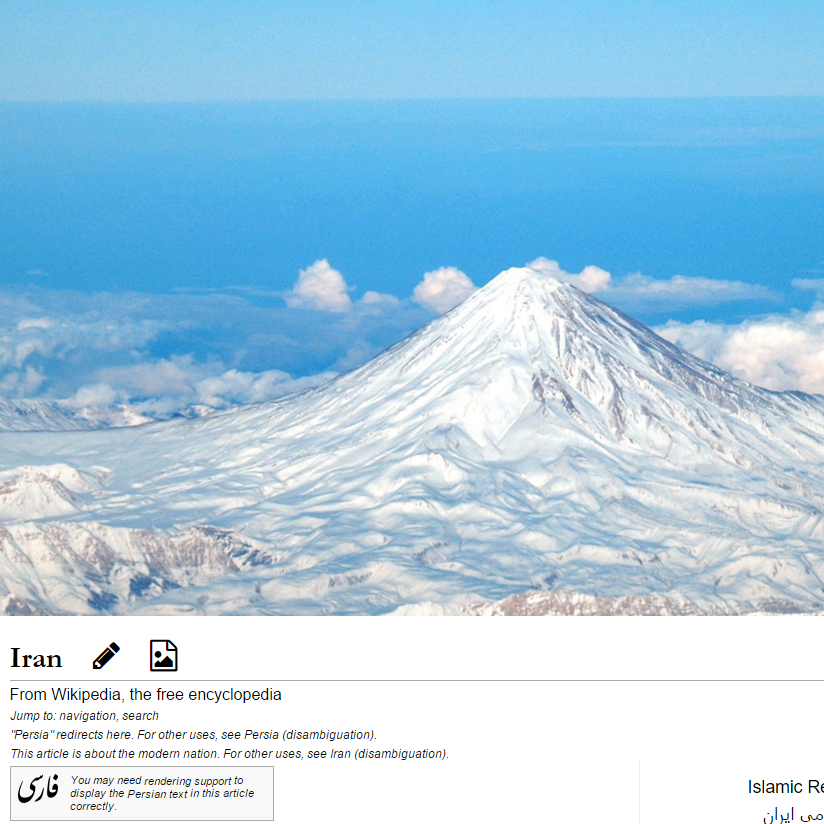 Iran
From Wikipedia, the free encyclopedia
Jump to: navigation, search
"Persia" redirects here. For other uses, see Persia (disambiguation).
This article is about the modern nation. For other uses, see Iran (disambiguation).
فارسی
You may need rendering support to
display the Persian text in this article
correctly.
Islamic Re
می ایران